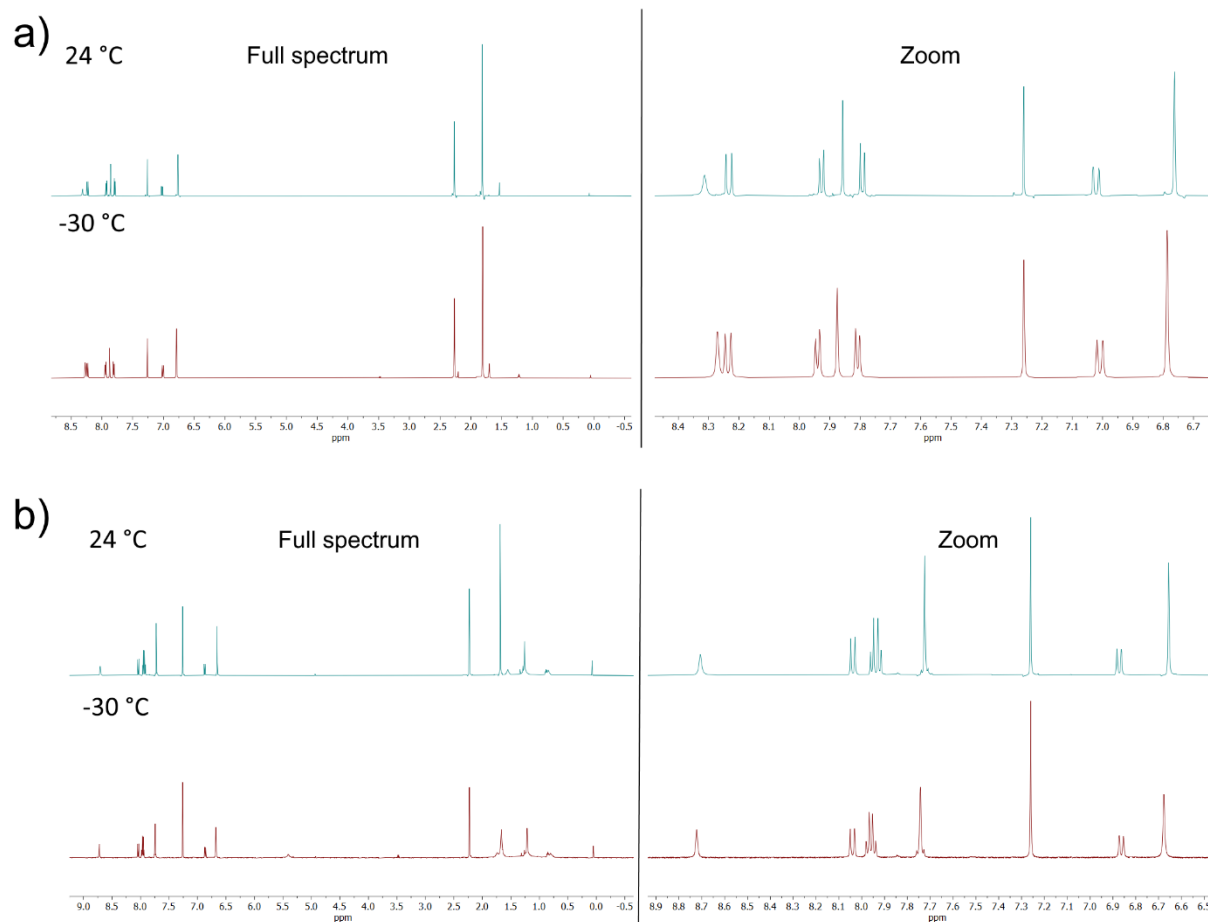 a)
24 °C
Full spectrum
Zoom
-30 °C
8.5 8.0 7.5 7.0 6.5 6.0 5.5 5.0 4.5 4.0 3.5 3.0 2.5 2.0 1.5 1.0 0.5 0.0 -0.5
ppm
8.4 8.3 8.2 8.1 8.0 7.9 7.8 7.7 7.6 7.5 7.4 7.3 7.2 7.1 7.0 6.9 6.8 6.7
ppm
b)
24 °C
Full spectrum
Zoom
-30 °C
9.0 8.5 8.0 7.5 7.0 6.5 6.0 5.5 5.0 4.5 4.0 3.5 3.0 2.5 2.0 1.5 1.0 0.5 0.0
ppm
8.9 8.8 8.7 8.6 8.5 8.4 8.3 8.2 8.1 8.0 7.9 7.8 7.7 7.6 7.5 7.4 7.3 7.2 7.1 7.0 6.9 6.8 6.7 6.6 6.5
ppm